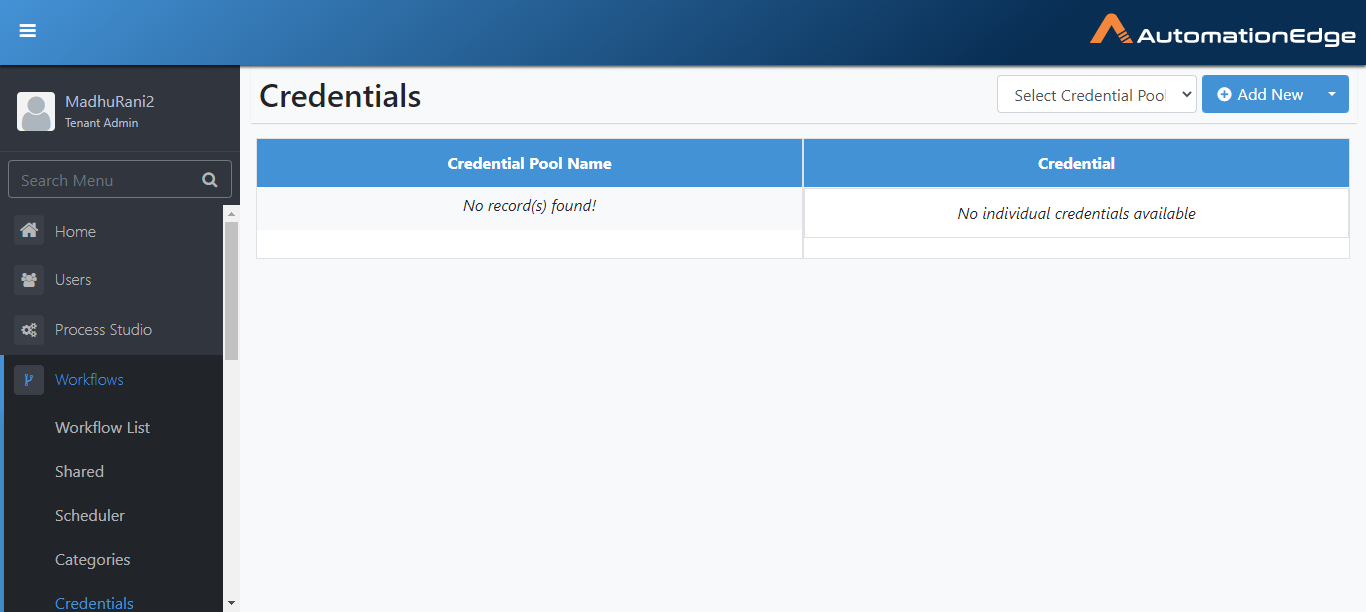 AutomationEdge
MadhuRani2
Tenant Admin
Search Menu
Home
Users
Process Studio
Workflows
Workflow List
Shared
Scheduler
Categories
Credentials
Credentials
Select Credential Pool
Add New
Credential Pool Name
Credential
No record(s) found!
No individual credentials available